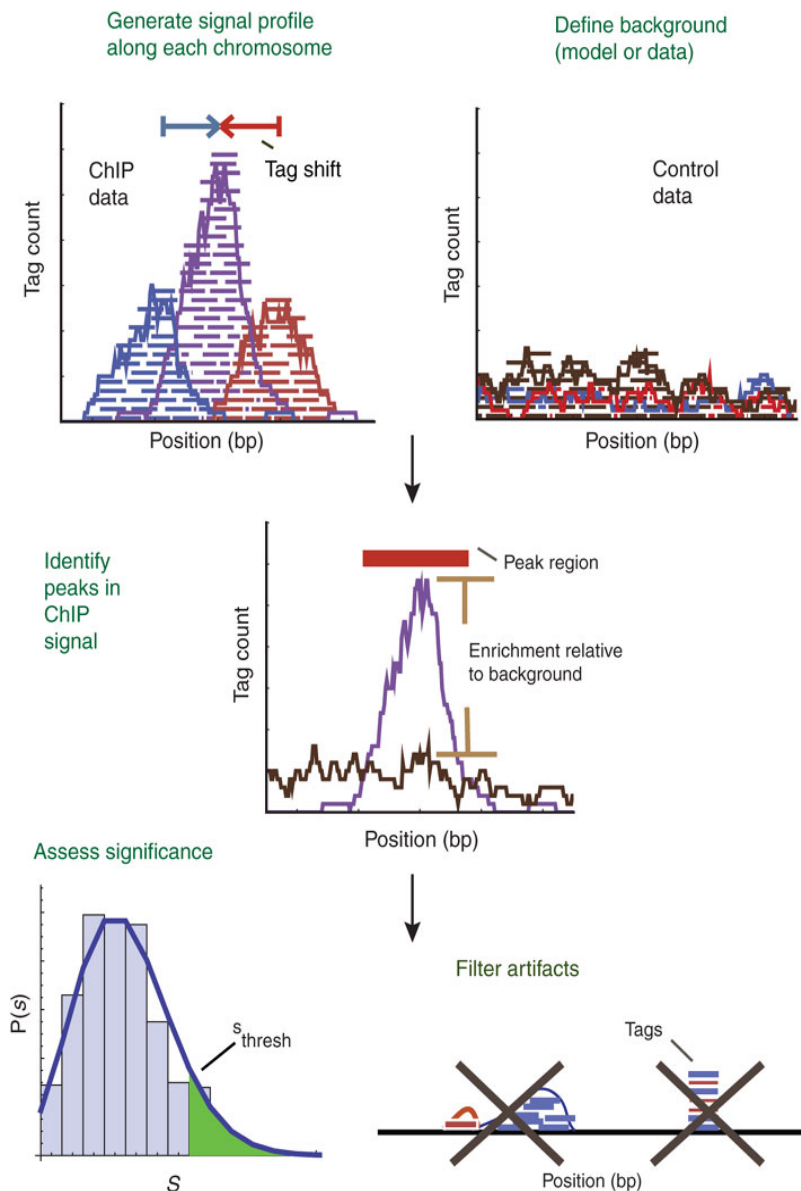 Generate signal profile
along each chromosome
Define background
(model or data)
ChIP
data
Tag shift
Tag count
Position (bp)
Control
data
Tag count
Position (bp)
Identify
peaks in
ChIP
signal
Peak region
Enrichment relative
to background
Tag count
Position (bp)
Assess significance
P(s)
s
thresh
S
Filter artifacts
Tags
Position (bp)